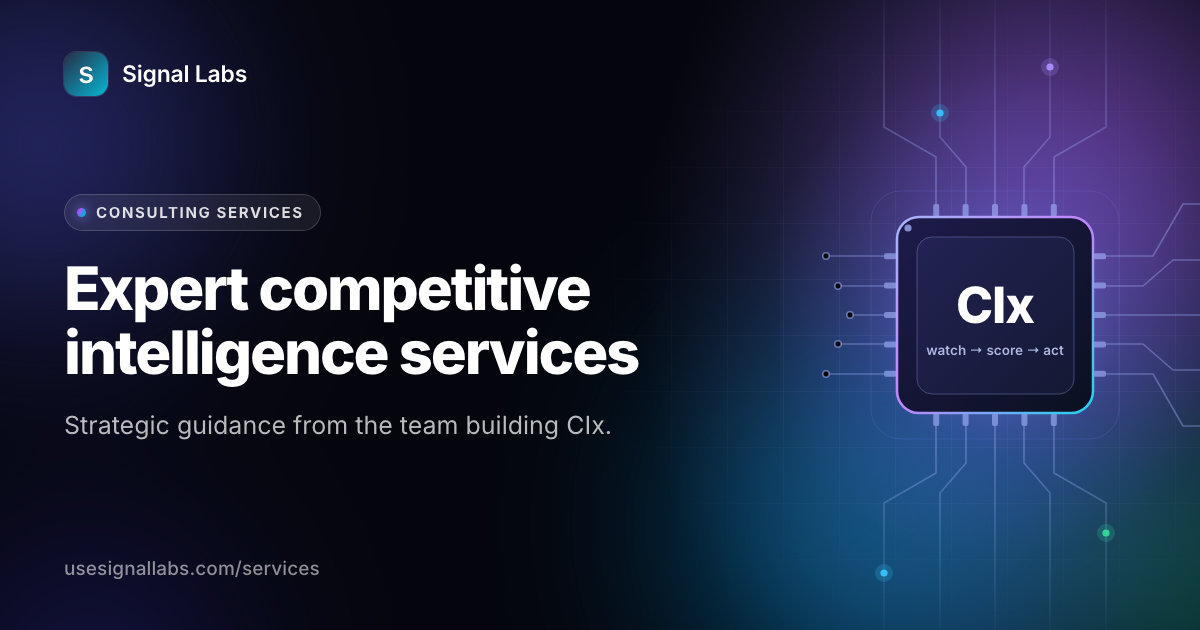 S
Signal Labs
CONSULTING SERVICES
Expert competitive
intelligence services
Strategic guidance from the team building CIx.
usesignallabs.com/services
CIx
watch → score → act